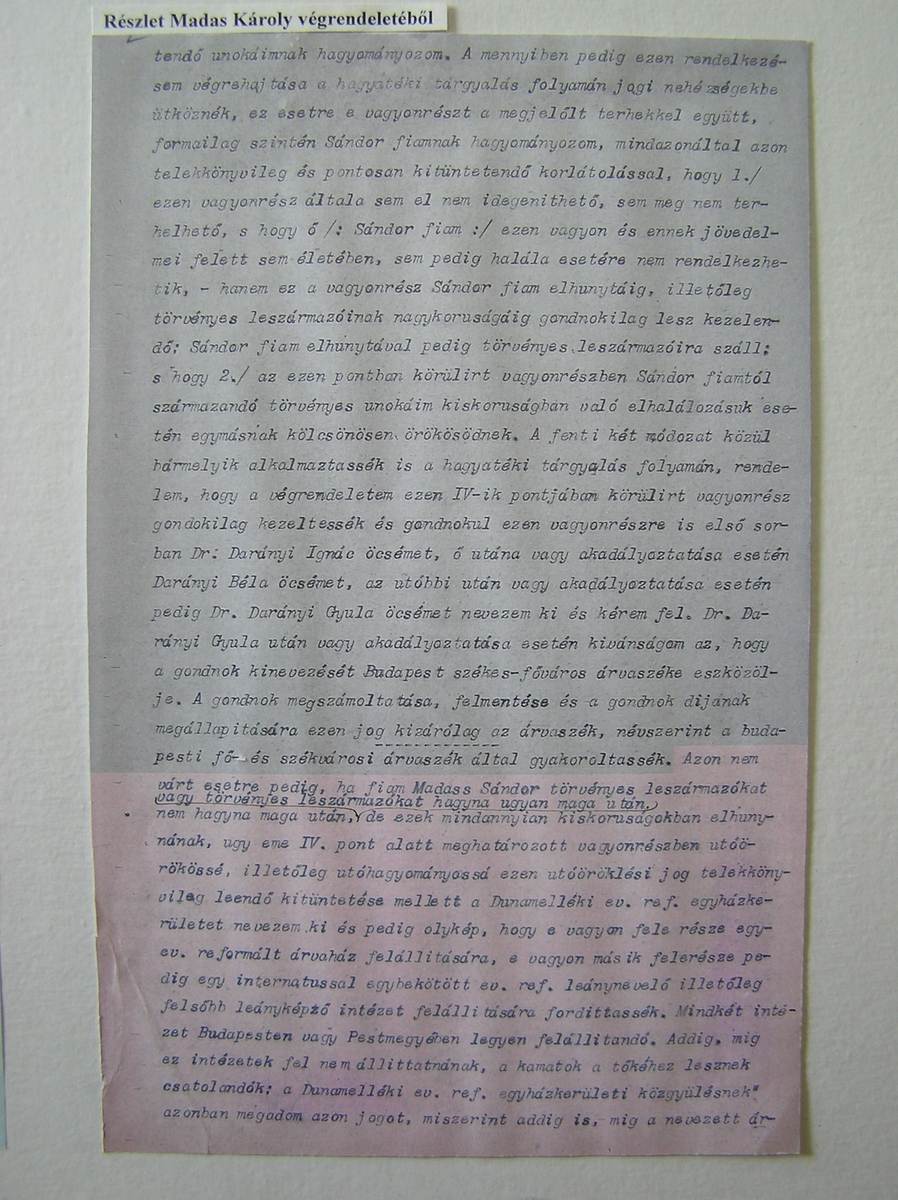 Részlet Madas Károly végrendeletéből
tendő unokáimnak hagyományozom. A mennyiben pedig ezen rendelkezé-
sem végrehajtása a hagyatéki tárgyalás folyamán jogi nehézségekbe
ütköznék, ez esetre e vagyonrészt a megjelölt terhekkel együtt,
formailag szintén Sándor fiamnak hagyományozom, mindazonáltal azon
telekkönyvileg és pontosan kitüntetendő korlátolással, hogy 1./
ezen vagyonrész általa sem el nem idegenithető, sem meg nem ter-
helhető, s hogy ő /: Sándor fiam :/ ezen vagyon és ennek jövedel-
mei felett sem életében, sem pedig halála esetére nem rendelkezhe-
tik, - hanem ez a vagyonrész Sándor fiam elhunytáig, illetőleg
törvényes leszármazóinak nagykoruságáig gondnokilag lesz kezelen-
dő; Sándor fiam elhunytával pedig törvényes leszármazóira száll;
s hogy 2./ az ezen pontban körülirt vagyonrészben Sándor fiamtól
származandó törvényes unokáim kiskoruságban való elhalálozásuk ese-
tén egymásnak kölcsönösen örökösödnek. A fenti két módozat közül
bármelyik alkalmaztassék is a hagyatéki tárgyalás folyamán, rende-
lem, hogy a végrendeletem ezen IV-ik pontjában körülirt vagyonrész
gondokilag kezeltessék és gondnokul ezen vagyonrészre is első sor-
ban Dr. Darányi Ignác öcsémet, ő utána vagy akadályoztatása esetén
Darányi Béla öcsémet, az utóbbi után vagy akadályoztatása esetén
pedig Dr. Darányi Gyula öcsémet nevezem ki és kérem fel. Dr. Da-
rányi Gyula után vagy akadályoztatása esetén kivánságom az, hogy
a gondnok kinevezését Budapest székes-főváros árvaszéke eszközöl-
je. A gondnok megszámoltatása, felmentése és a gondnok dijának
megállapitására ezen jog kizárólag az árvaszék, névszerint a buda-
pesti fő- és székvárosi árvaszék által gyakoroltassék. Azon nem
várt esetre pedig, ha fiam Madass Sándor törvényes leszármazókat
vagy törvényes leszármazókat hagyna ugyan maga után,
nem hagyna maga után, de ezek mindannyian kiskoruságokban elhuny-
nának, ugy eme IV. pont alatt meghatározott vagyonrészben utóö-
rökössé, illetőleg utóhagyományossá ezen utóöröklési jog telekköny-
vileg leendő kitüntetése mellett a Dunamelléki ev. ref. egyházke-
rületet nevezem ki és pedig olykép, hogy e vagyon fele része egy-
ev. reformált árvaház felállitására, e vagyon másik felerésze pe-
dig egy internatussal egybekötött ev. ref. leánynevelő illetőleg
felsőbb leányképző intézet felállitására fordittassék. Mindkét inté-
zet Budapesten vagy Pestmegyében legyen felállitandó. Addig, mig
ez intézetek fel nem állittatnának, a kamatok a tőkéhez lesznek
csatolandók; a Dunamelléki ev. ref. egyházkerületi közgyülésnek
azonban megadom azon jogot, miszerint addig is, mig a nevezett ár-